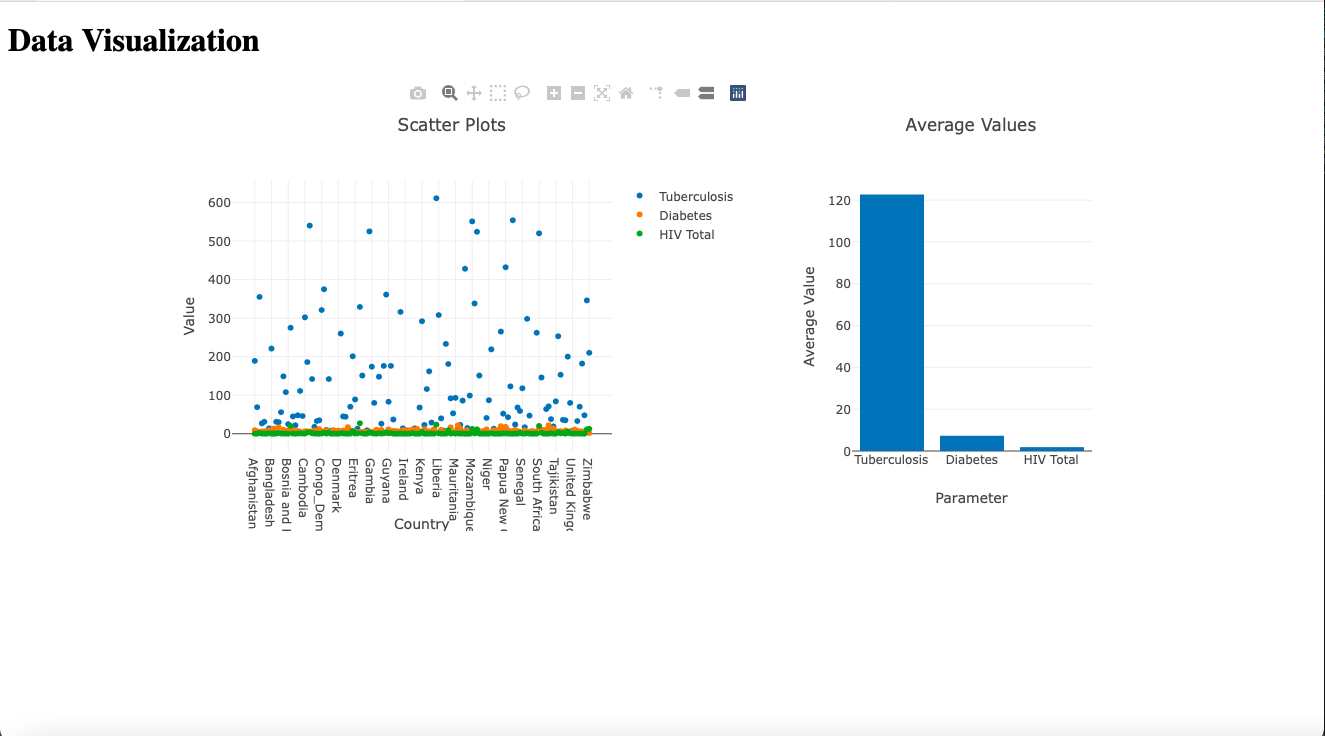 Data Visualization
Scatter Plots
600
500
400
300
200
100
0
Value
Afghanistan
Bangladesh
Bosnia and
Cambodia
Congo_Dem
Denmark
Eritrea
Gambia
Guyana
Ireland
Kenya
Liberia
Mauritania
Mozambique
Niger
Papua New
Senegal
South Africa
Tajikistan
United
Zimbabwe
Country
Tuberculosis
Diabetes
HIV Total
Average Values
120
100
80
60
40
20
0
Average Value
Tuberculosis
Diabetes
HIV Total
Parameter